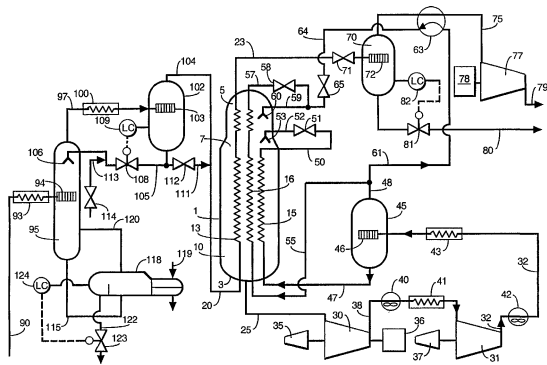 64 75
23 70 63
104 57 58 71 72 77
100 102 5 59 65 78
97 103 60 LC 79
109 LC 7 53 52 51 82
106 81 80
113 108 112 50 61
94 105 111 16
93 114 1 15 48 45
95 120 13 55
118 119 10 46 43
124 LC 3 47 40 32
20 38 41 42
115 122 25 35 30 32
90 123 36 37 31